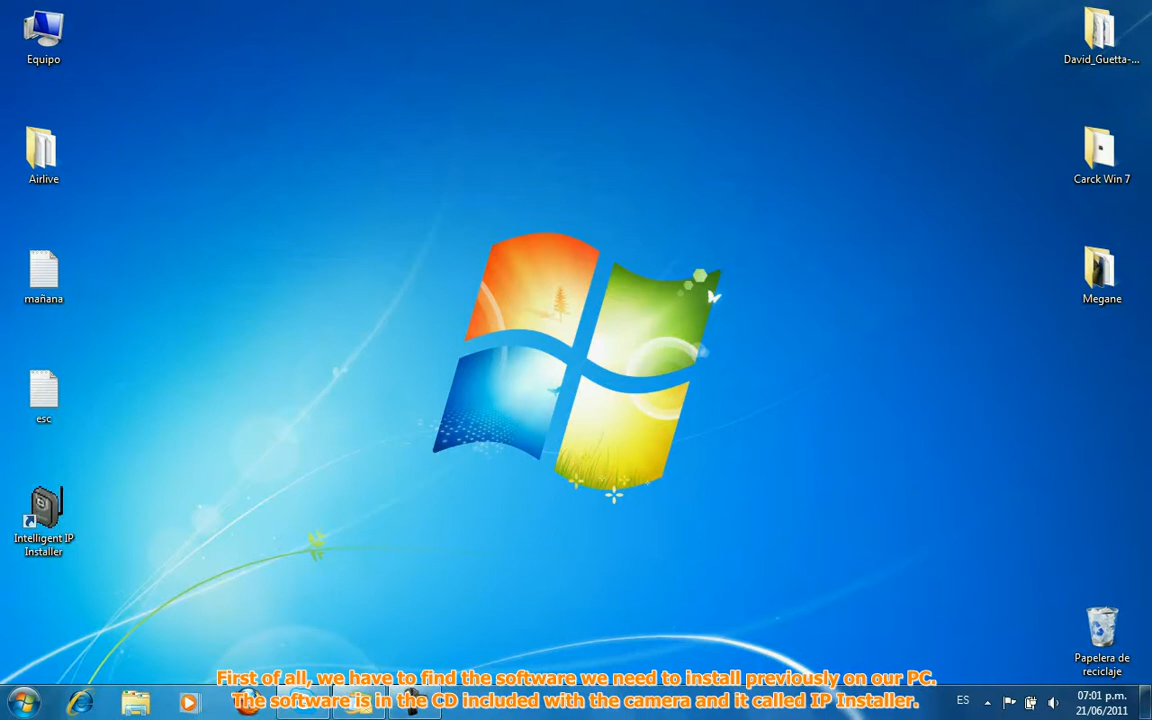 Equipo
Airlive
mañana
esc
Intelligent IP
Installer
David_Guetta-...
Carck Win 7
Megane
Papelera de
reciclaje
First of all, we have to find the software we need to install previously on our PC.
The software is in the CD included with the camera and it called IP Installer.
ES
07:01 p.m.
21/06/2011